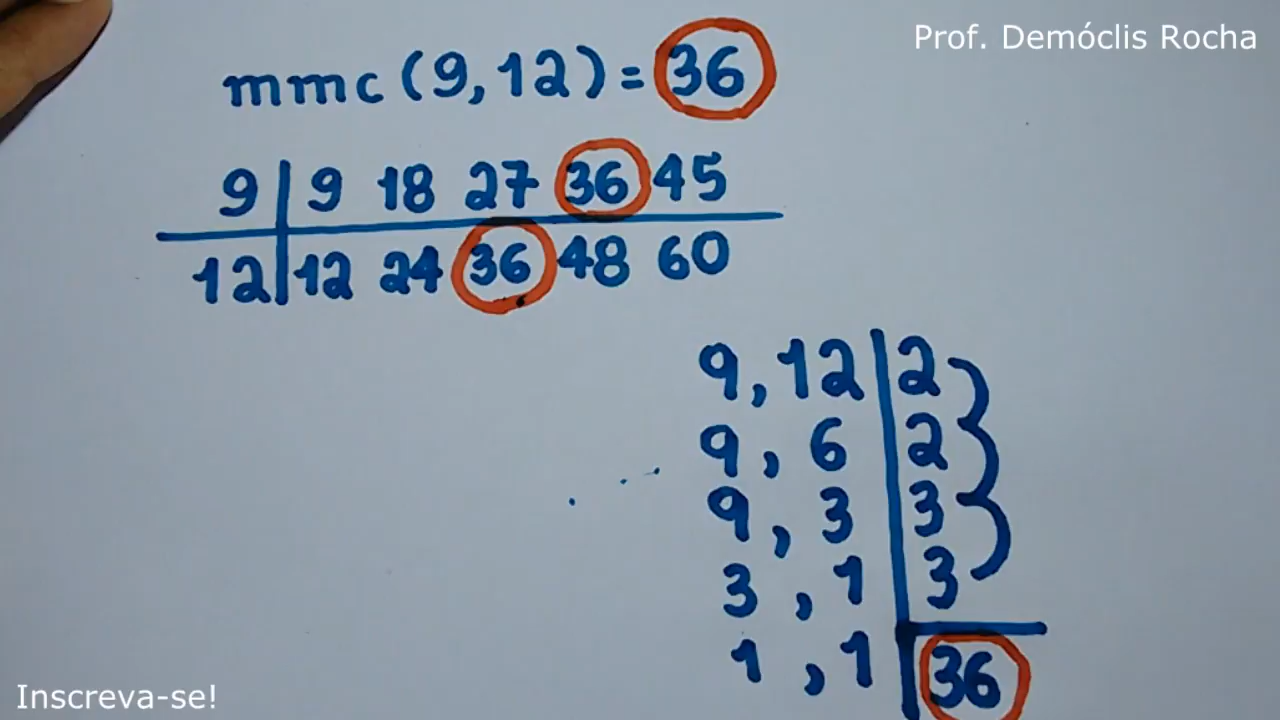 Prof. Demóclis Rocha
mmc (9,12) = 36
9 | 9 18 27 36 45
12 | 12 24 36 48 60
9, 12 | 2
9, 6 | 2
9, 3 | 3
3, 1 | 3
1, 1 | 36
Inscreva-se!